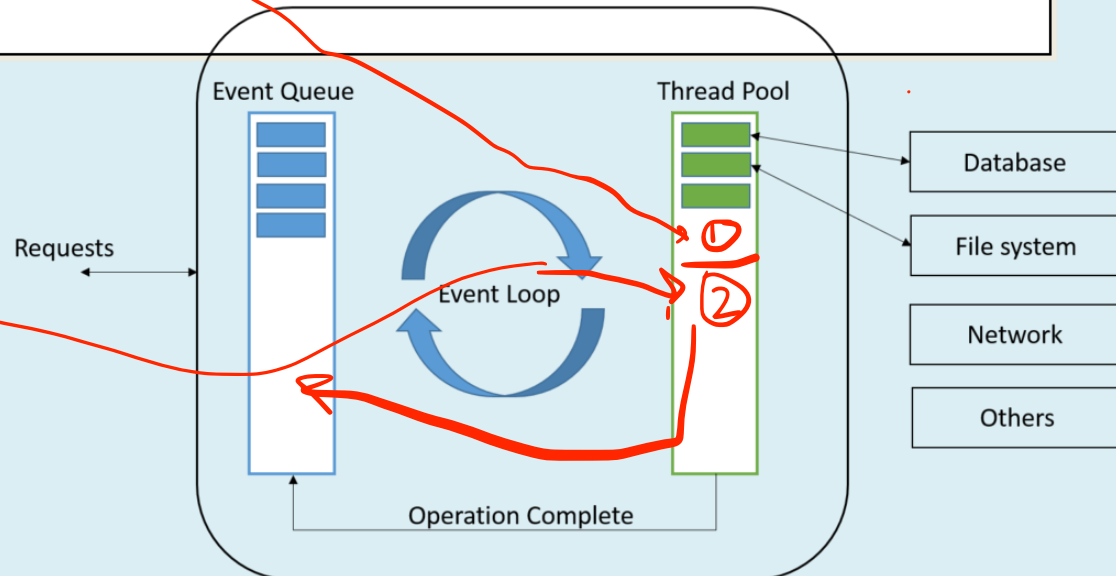 Event Queue
Thread Pool
Database
Requests
File system
①
Event Loop
②
Network
Others
Operation Complete